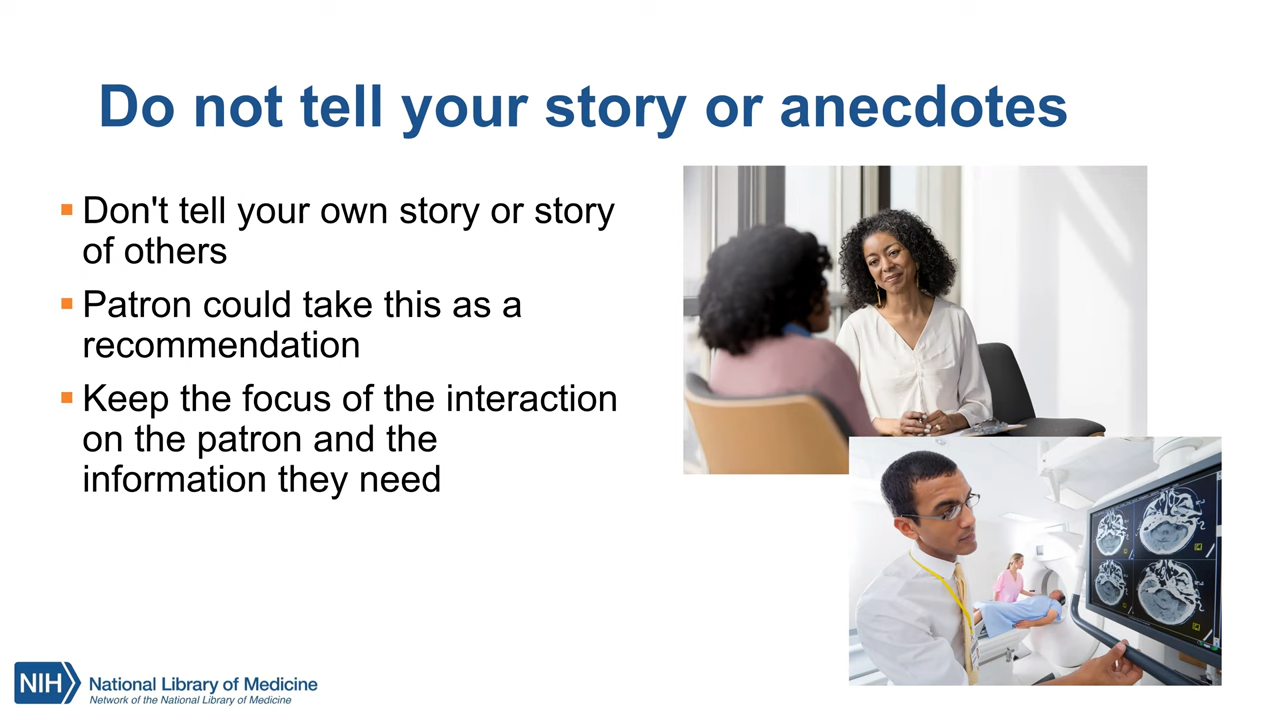 Do not tell your story or anecdotes
Don't tell your own story or story
of others
Patron could take this as a
recommendation
Keep the focus of the interaction
on the patron and the
information they need
NIH
National Library of Medicine
Network of the National Library of Medicine